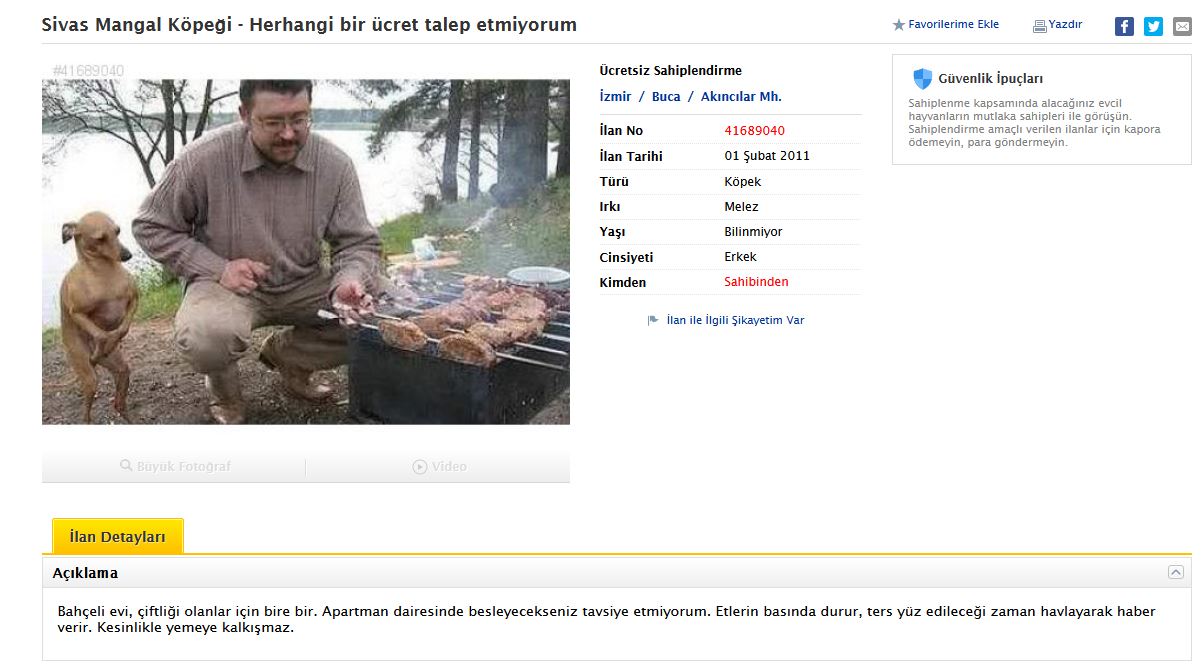 Sivas Mangal Köpeği - Herhangi bir ücret talep etmiyorum
Favorilerime Ekle
Yazdır
#41689040
Ücretsiz Sahiplendirme
İzmir / Buca / Akıncılar Mh.
İlan No 41689040
İlan Tarihi 01 Şubat 2011
Türü Köpek
Irkı Melez
Yaşı Bilinmiyor
Cinsiyeti Erkek
Kimden Sahibinden
İlan ile İlgili Şikayetim Var
Güvenlik İpuçları
Sahiplenme kapsamında alacağınız evcil
hayvanların mutlaka sahipleri ile görüşün.
Sahiplendirme amaçlı verilen ilanlar için kapora
ödemeyin, para göndermeyin.
Büyük Fotoğraf
Video
İlan Detayları
Açıklama
Bahçeli evi, çiftliği olanlar için bire bir. Apartman dairesinde besleyecekseniz tavsiye etmiyorum. Etlerin basında durur, ters yüz edileceği zaman havlayarak haber
verir. Kesinlikle yemeye kalkışmaz.